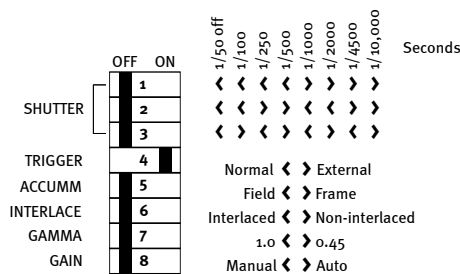 1/50 off 1/100 1/250 1/500 1/1000 1/2000 1/4500 1/10,000 Seconds
OFF ON
SHUTTER
1
2
3
TRIGGER 4 Normal External
ACCUMM 5 Field Frame
INTERLACE 6 Interlaced Non-interlaced
GAMMA 7 1.0 0.45
GAIN 8 Manual Auto